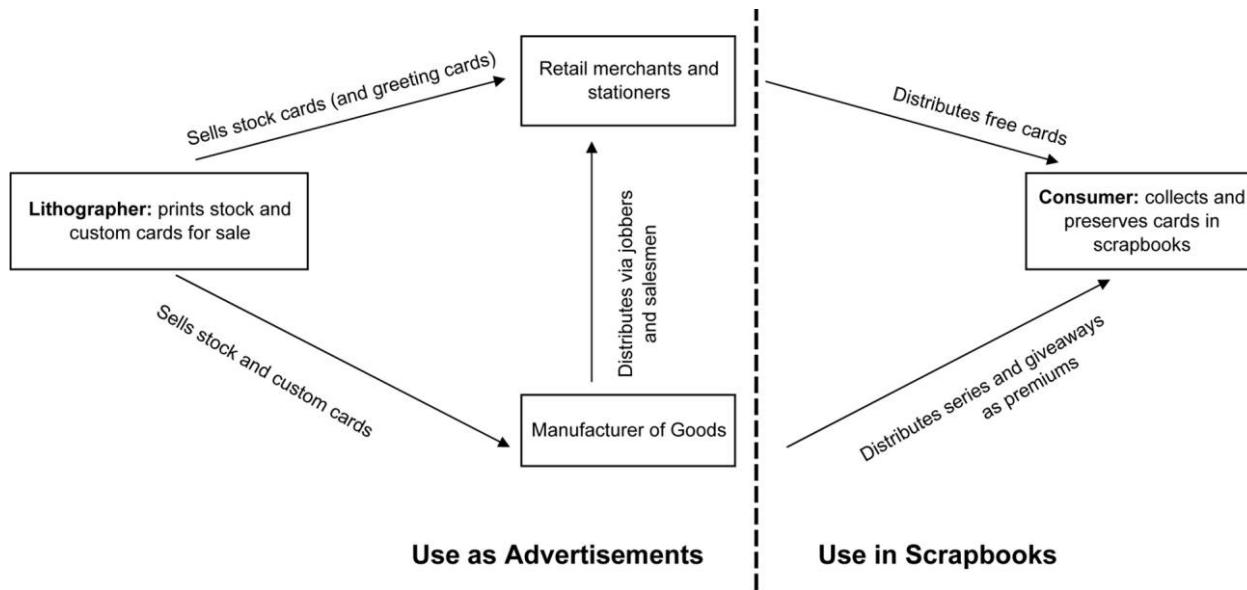 Sells stock cards (and greeting cards)
Retail merchants and
stationers
Distributes free cards
Lithographer: prints stock and
custom cards for sale
Distributes via jobbers
and salesmen
Consumer: collects and
preserves cards in
scrapbooks
Sells stock and custom cards
Manufacturer of Goods
Distributes series and giveaways
as premiums
Use as Advertisements
Use in Scrapbooks